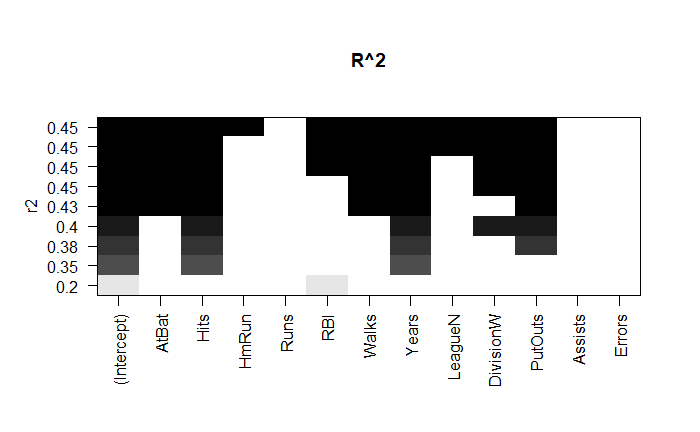 R^2
r2
0.45
0.45
0.45
0.45
0.43
0.4
0.38
0.35
0.2
(Intercept)
AtBat
Hits
HmRun
Runs
RBI
Walks
Years
LeagueN
DivisionW
PutOuts
Assists
Errors